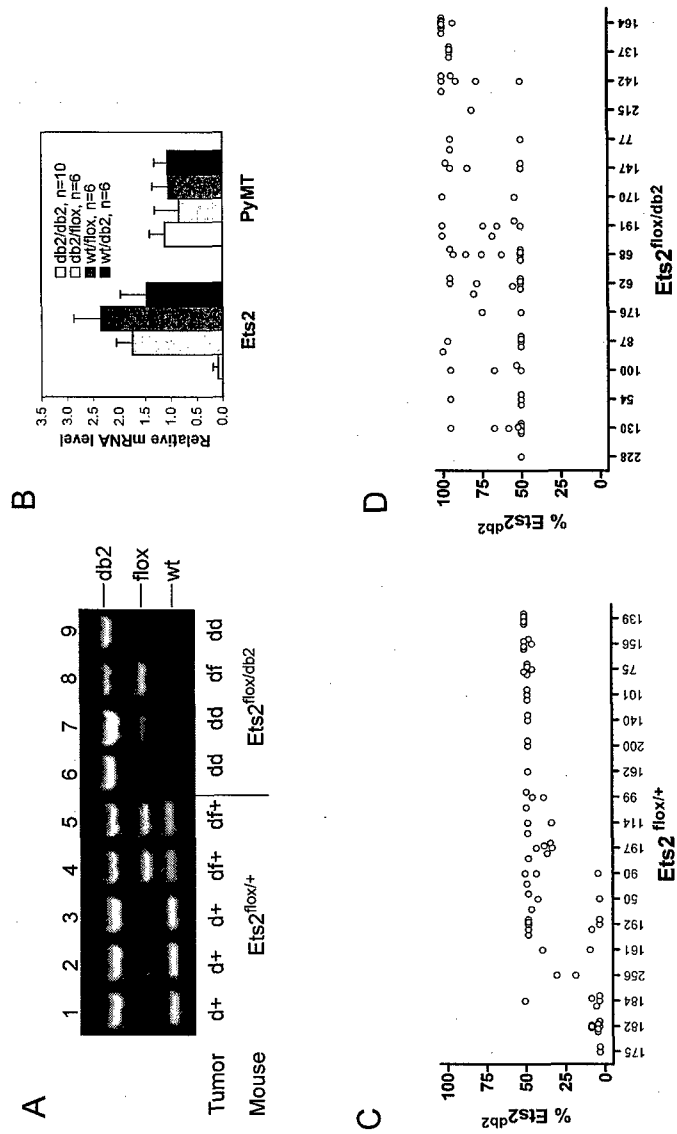 A
1 2 3 4 5 6 7 8 9
db2
flox
wt
Tumor d+ d+ d+ df+ df+ dd dd df dd
Mouse Ets2flox/+ Ets2flox/db2
B
Relative mRNA level
3.5
3.0
2.5
2.0
1.5
1.0
0.5
0.0
db2/db2, n=10
db2/flox, n=6
wt/flox, n=6
wt/db2, n=6
Ets2 PyMT
C
% Ets2db2
100
75
50
25
0
175 182 184 256 161 192 50 90 197 114 99 162 200 140 101 75 156 139
Ets2 flox/+
D
% Ets2db2
100
75
50
25
0
228 130 54 100 87 176 62 68 191 170 147 77 215 142 137 164
Ets2flox/db2